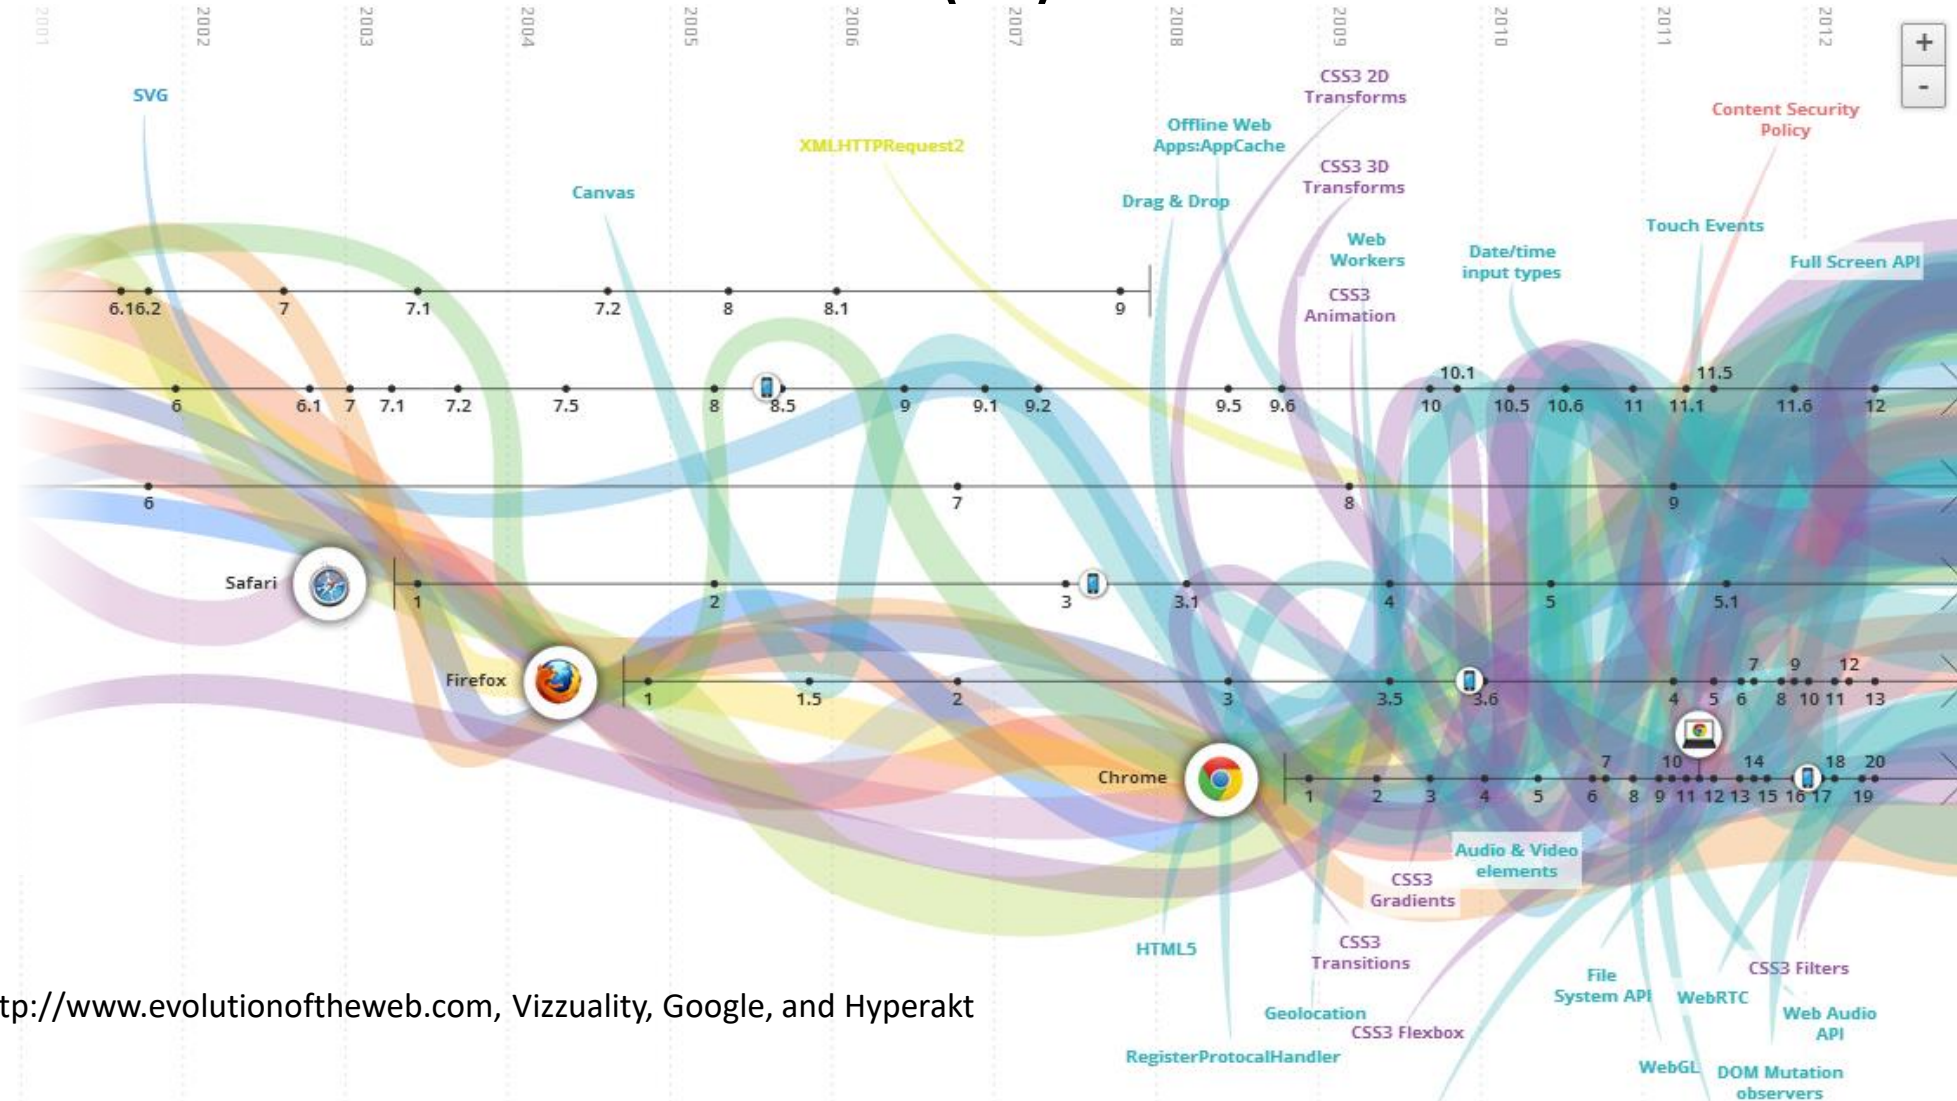 2001 2002 2003 2004 2005 2006 2007 2008 2009 2010 2011 2012
+
-
SVG
Canvas
XMLHTTPRequest2
Offline Web
Apps:AppCache
Drag & Drop
CSS3 2D
Transforms
CSS3 3D
Transforms
Web
Workers
CSS3
Animation
Date/time
input types
Content Security
Policy
Touch Events
Full Screen API
6.1 6.2 7 7.1 7.2 8 8.1 9
10.1 11.5
6 6.1 7 7.1 7.2 7.5 8 8.5 9 9.1 9.2 9.5 9.6 10 10.5 10.6 11 11.1 11.6 12
6 7 8 9
Safari
1 2 3 3.1 4 5 5.1
Firefox
7 9 12
1 1.5 2 3 3.5 3.6 4 5 6 8 10 11 13
Chrome
7 10 14 18 20
1 2 3 4 5 6 8 9 11 12 13 15 16 17 19
Audio & Video
elements
CSS3
Gradients
HTML5
CSS3
Transitions
File
System API
WebRTC
CSS3 Filters
Geolocation
CSS3 Flexbox
Web Audio
API
RegisterProtocalHandler
WebGL
DOM Mutation
observers
tp://www.evolutionoftheweb.com, Vizzuality, Google, and Hyperakt